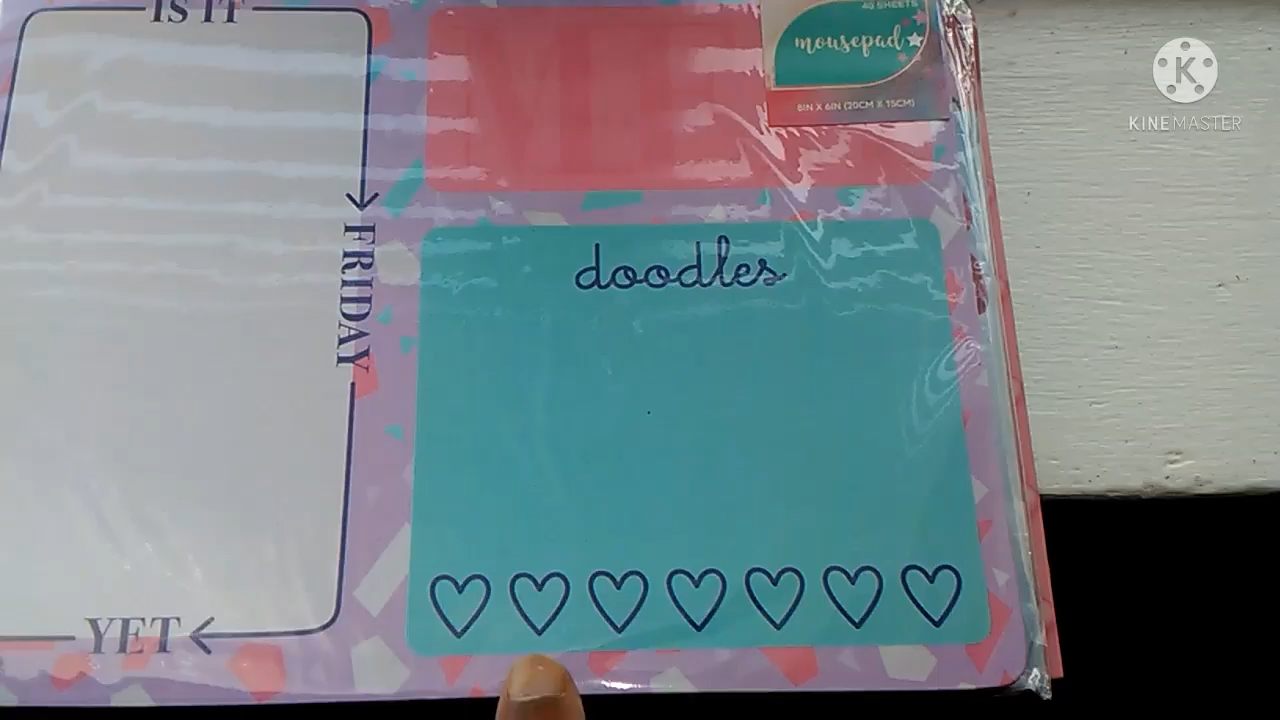 IS IT
FRIDAY
YET
40 SHEETS
mousepad
8IN X 6IN (20CM X 15CM)
doodles
KINEMASTER